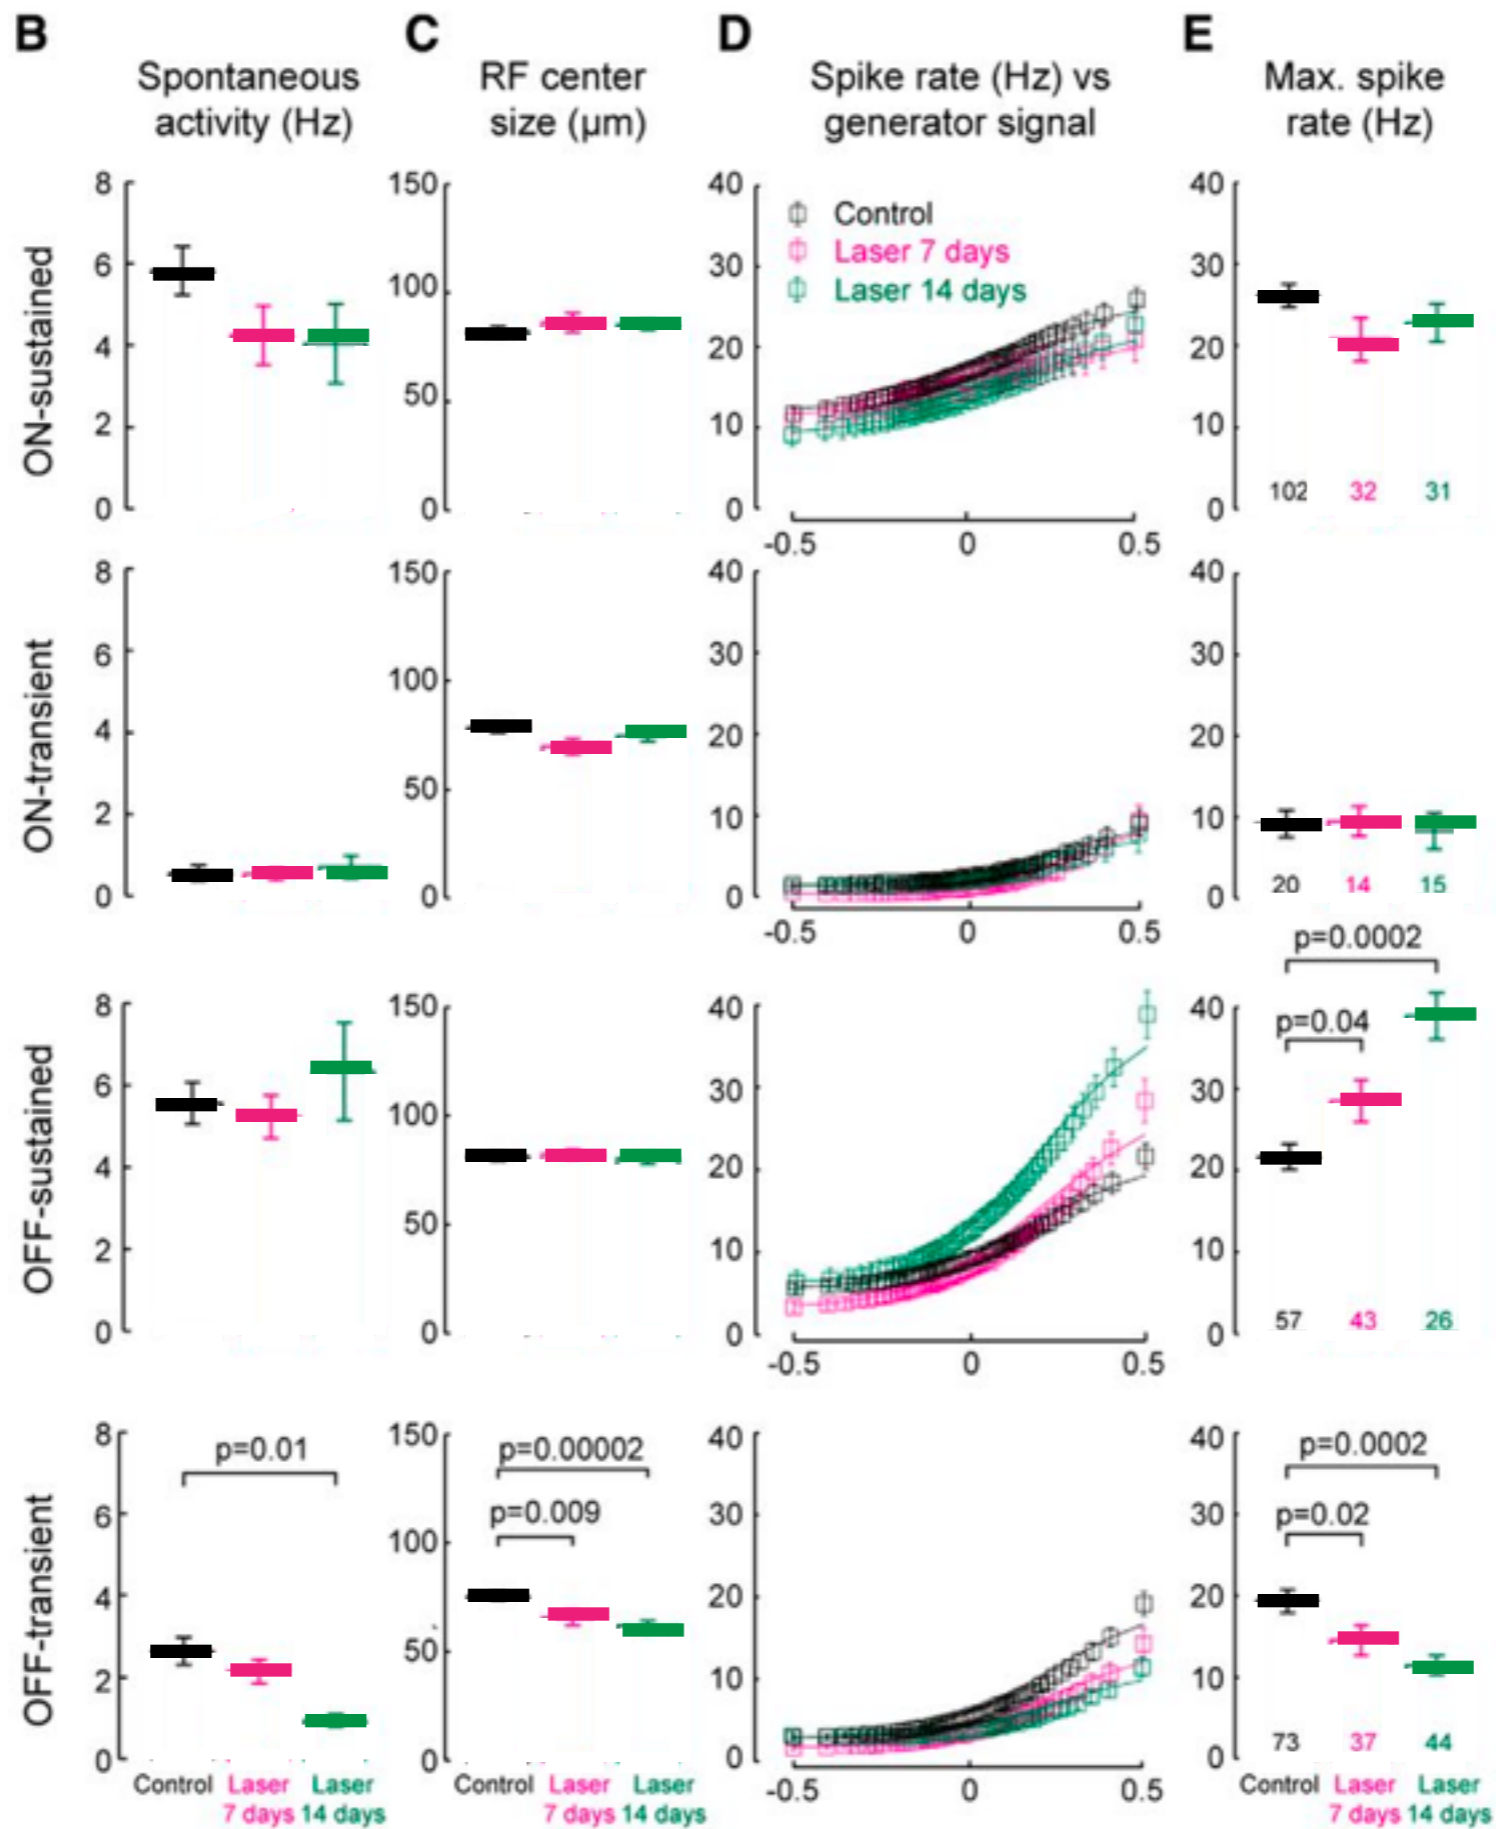 B
C
D
E
Spontaneous
activity (Hz)
RF center
size (µm)
Spike rate (Hz) vs
generator signal
Max. spike
rate (Hz)
ON-sustained
8
6
4
2
0
150
100
50
0
40
30
20
10
0
-0.5
0
0.5
Control
Laser 7 days
Laser 14 days
40
30
20
10
0
102
32
31
ON-transient
8
6
4
2
0
150
100
50
0
40
30
20
10
0
-0.5
0
0.5
40
30
20
10
0
20
14
15
OFF-sustained
8
6
4
2
0
150
100
50
0
40
30
20
10
0
-0.5
0
0.5
p=0.0002
p=0.04
40
30
20
10
0
57
43
26
OFF-transient
8
6
4
2
0
p=0.01
Control
Laser
7 days
Laser
14 days
150
100
50
0
p=0.00002
p=0.009
Control
Laser
7 days
Laser
14 days
40
30
20
10
0
-0.5
0
0.5
40
30
20
10
0
p=0.0002
p=0.02
73
37
44
Control
Laser
7 days
Laser
14 days